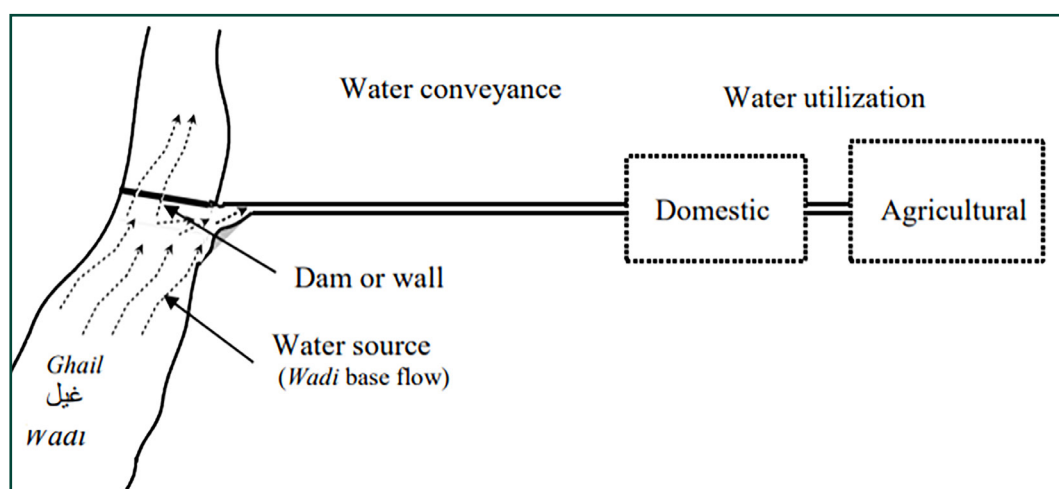 Water conveyance
Water utilization
Domestic
Agricultural
Dam or wall
Water source
(Wadi base flow)
Ghail
غيل
Wadi